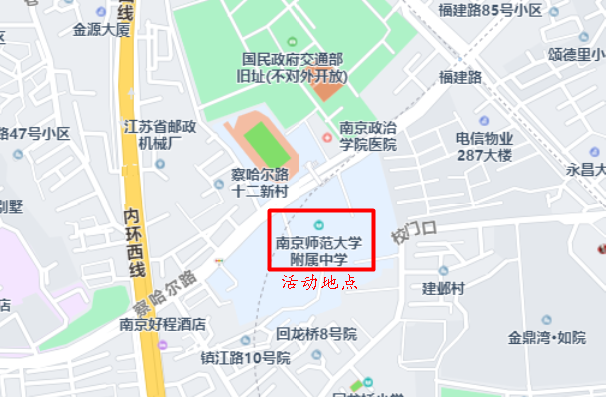 福建路85号小区
金源大厦
颂德里小
国民政府交通部
旧址(不对外开放)
福建路
江苏省邮政
机械厂
南京政治
学院医院
电信物业
287大楼
路47号小区
永昌大
察哈尔路
十二新村
别墅
内环西线
南京师范大学
附属中学
校门口
活动地点
察哈尔路
建邺村
南京好程酒店
回龙桥8号院
金鼎湾·如院
镇江路10号院